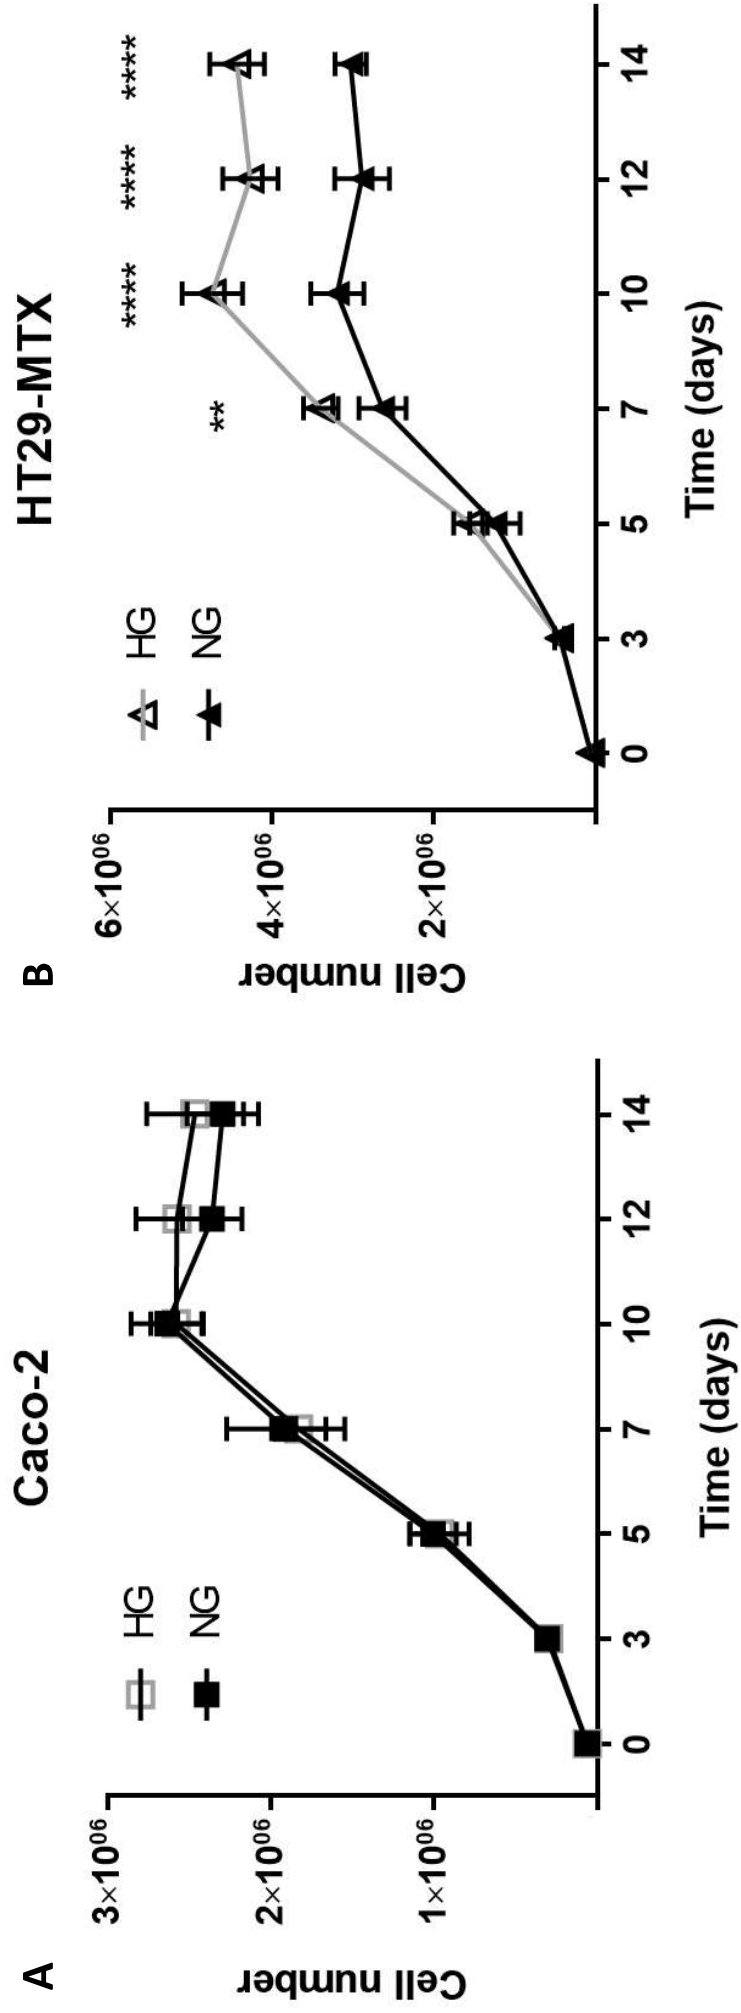 A
Caco-2
HG
NG
3×10⁰⁶
2×10⁰⁶
1×10⁰⁶
Cell number
0 3 5 7 10 12 14
Time (days)
B
HT29-MTX
HG
NG
**
****
****
****
6×10⁰⁶
4×10⁰⁶
2×10⁰⁶
Cell number
0 3 5 7 10 12 14
Time (days)